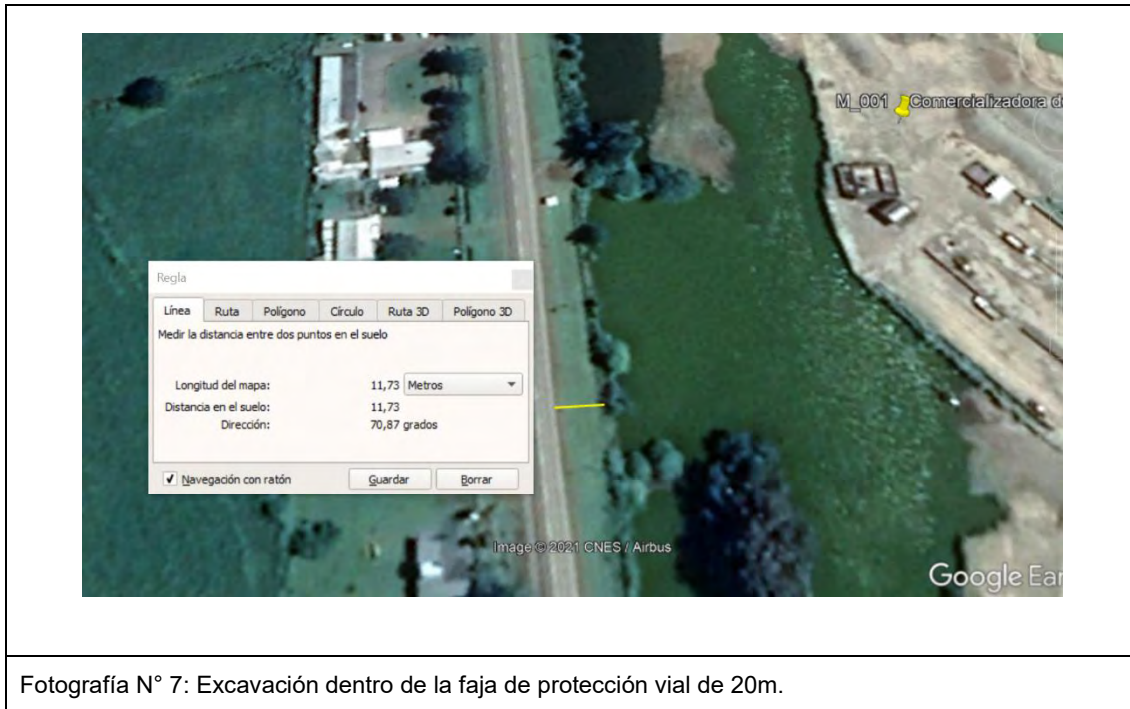 M_001 Comercializadora d
Regla
Línea Ruta Polígono Círculo Ruta 3D Polígono 3D
Medir la distancia entre dos puntos en el suelo
Longitud del mapa: 11,73 Metros
Distancia en el suelo: 11,73
Dirección: 70,87 grados
Navegación con ratón Guardar Borrar
Image © 2021 CNES / Airbus
Google Ear
Fotografía N° 7: Excavación dentro de la faja de protección vial de 20m.